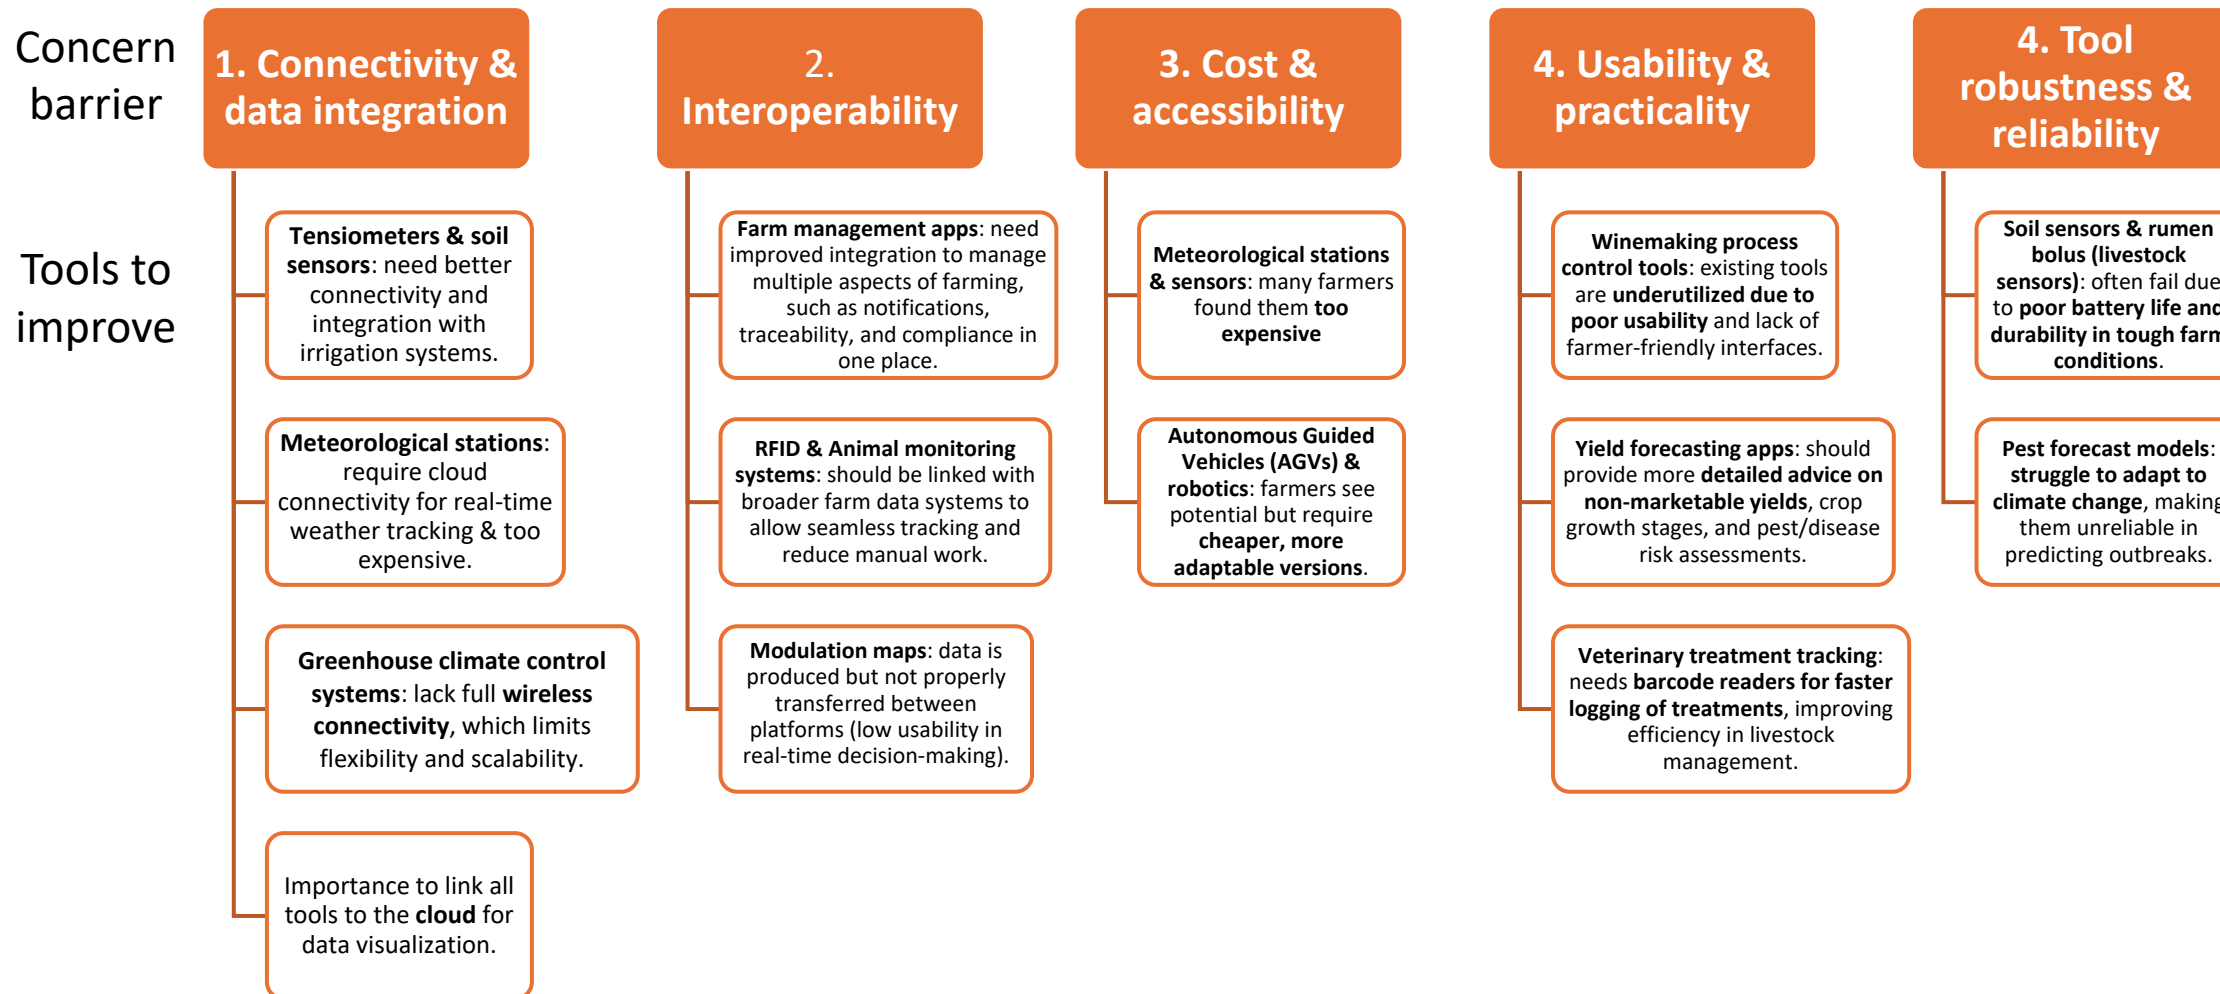 Concern
barrier
1. Connectivity &
data integration
2.
Interoperability
3. Cost &
accessibility
4. Usability &
practicality
4. Tool
robustness &
reliability
Tools to
improve
Tensiometers & soil
sensors: need better
connectivity and
integration with
irrigation systems.
Meteorological stations:
require cloud
connectivity for real-time
weather tracking & too
expensive.
Greenhouse climate control
systems: lack full wireless
connectivity, which limits
flexibility and scalability.
Importance to link all
tools to the cloud for
data visualization.
Farm management apps: need
improved integration to manage
multiple aspects of farming,
such as notifications,
traceability, and compliance in
one place.
RFID & Animal monitoring
systems: should be linked with
broader farm data systems to
allow seamless tracking and
reduce manual work.
Modulation maps: data is
produced but not properly
transferred between
platforms (low usability in
real-time decision-making).
Meteorological stations
& sensors: many farmers
found them too
expensive
Autonomous Guided
Vehicles (AGVs) &
robotics: farmers see
potential but require
cheaper, more
adaptable versions.
Winemaking process
control tools: existing tools
are underutilized due to
poor usability and lack of
farmer-friendly interfaces.
Yield forecasting apps: should
provide more detailed advice on
non-marketable yields, crop
growth stages, and pest/disease
risk assessments.
Veterinary treatment tracking:
needs barcode readers for faster
logging of treatments, improving
efficiency in livestock
management.
Soil sensors & rumen
bolus (livestock
sensors): often fail due
to poor battery life and
durability in tough farm
conditions.
Pest forecast models:
struggle to adapt to
climate change, making
them unreliable in
predicting outbreaks.